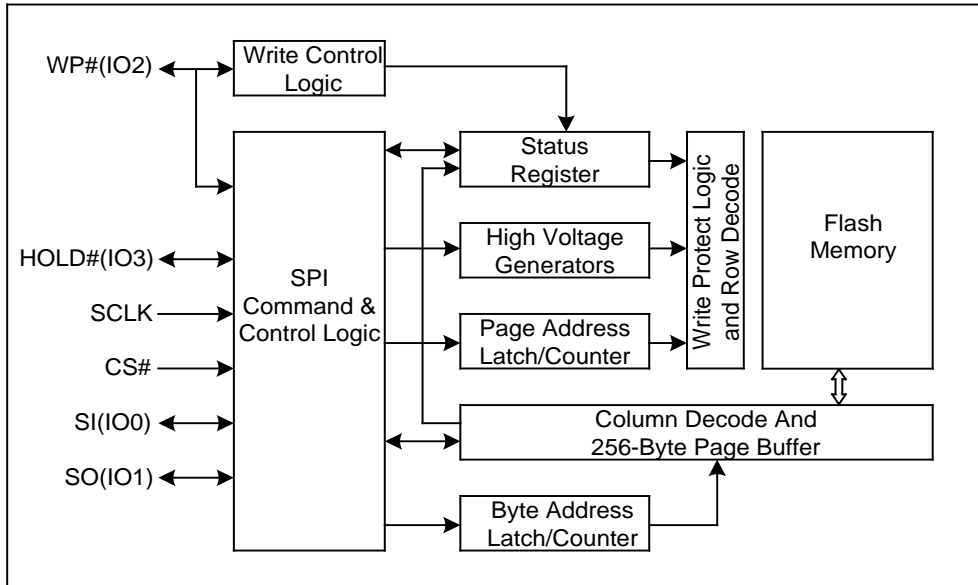 WP#(IO2)
Write Control
Logic
HOLD#(IO3)
SCLK
CS#
SI(IO0)
SO(IO1)
SPI
Command &
Control Logic
Status
Register
High Voltage
Generators
Page Address
Latch/Counter
Write Protect Logic
and Row Decode
Flash
Memory
Column Decode And
256-Byte Page Buffer
Byte Address
Latch/Counter